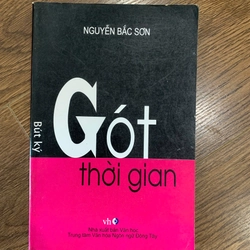 NGUYỄN BẮC SƠN
Bút ký
Gót
thời gian
vh
Nhà xuất bản Văn học
Trung tâm Văn hóa Ngôn ngữ Đông Tây